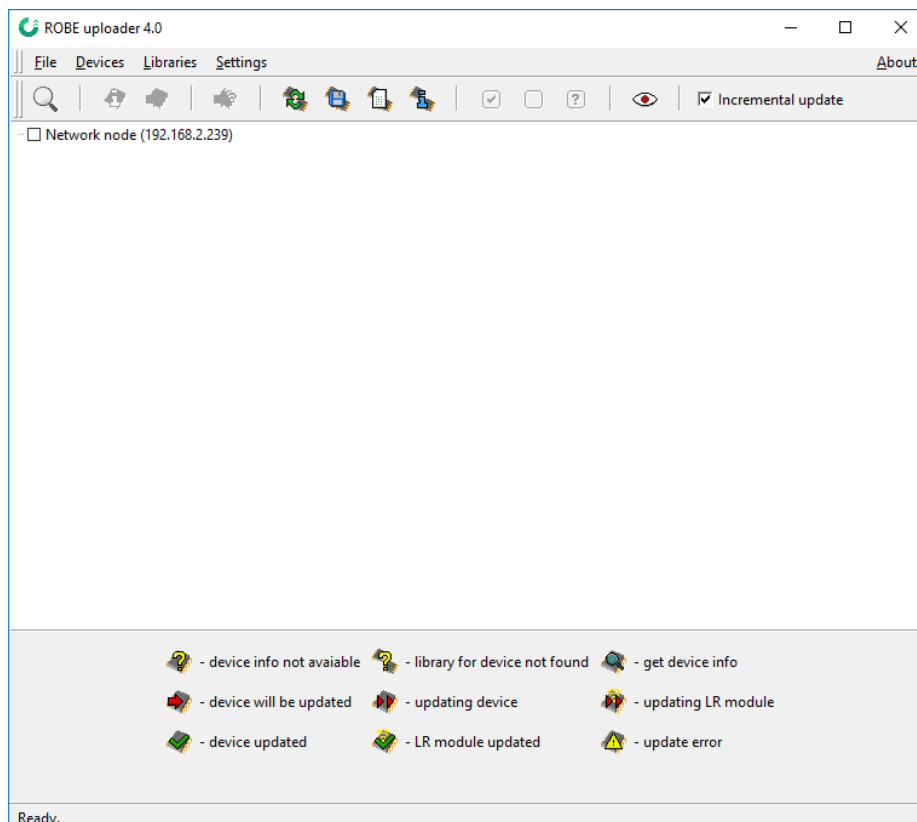 ROBE uploader 4.0
File Devices Libraries Settings About
Incremental update
Network node (192.168.2.239)
- device info not avaiable - library for device not found - get device info
- device will be updated - updating device - updating LR module
- device updated - LR module updated - update error
Ready.